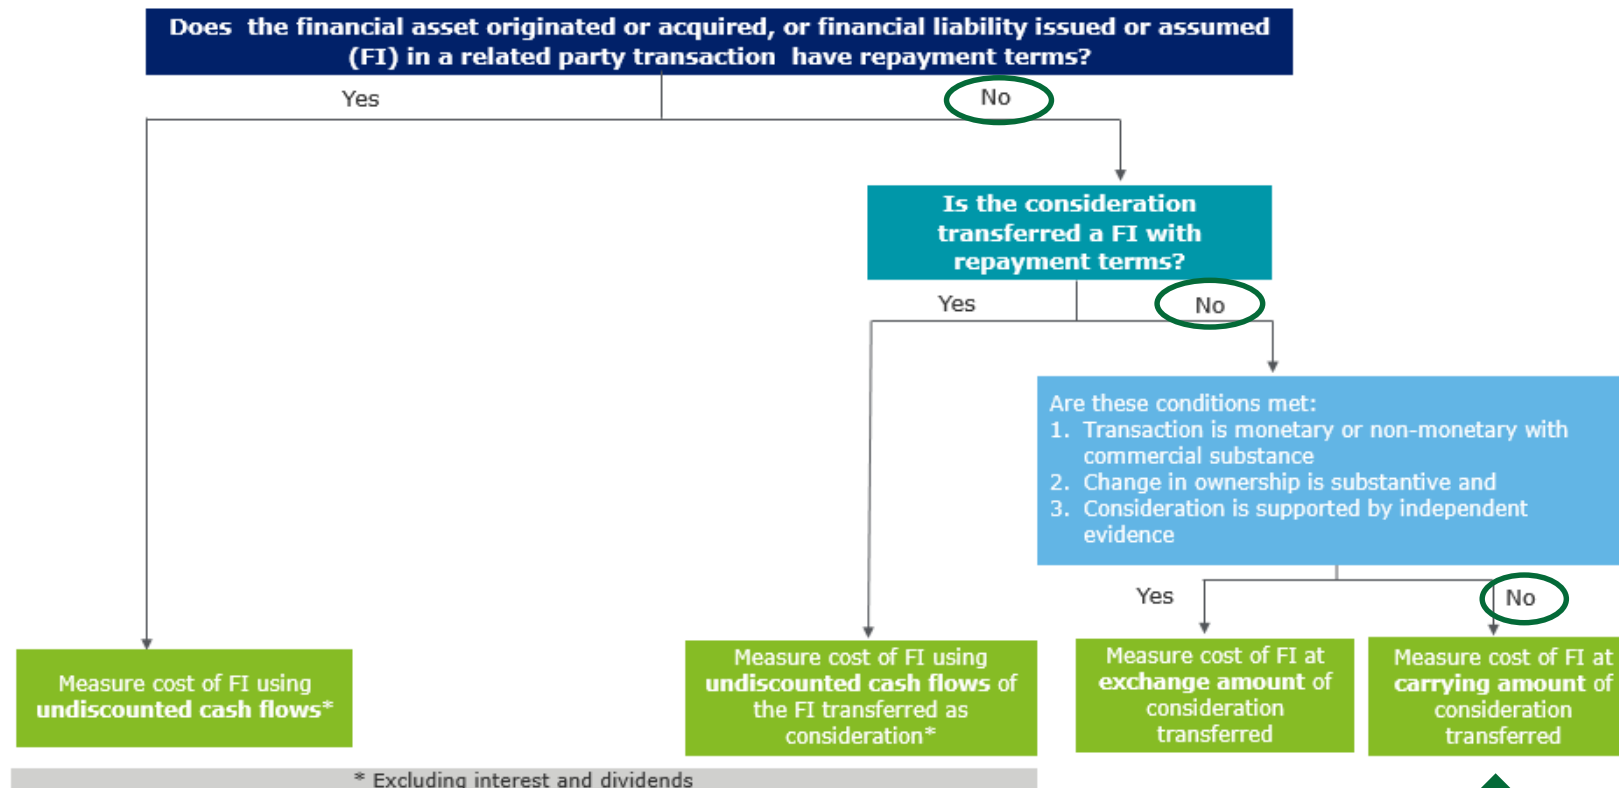 Does the financial asset originated or acquired, or financial liability issued or assumed
(FI) in a related party transaction have repayment terms?
Yes
No
Is the consideration
transferred a FI with
repayment terms?
Yes
No
Are these conditions met:
1. Transaction is monetary or non-monetary with
commercial substance
2. Change in ownership is substantive and
3. Consideration is supported by independent
evidence
Yes
No
Measure cost of FI using
undiscounted cash flows*
Measure cost of FI using
undiscounted cash flows of
the FI transferred as
consideration*
Measure cost of FI at
exchange amount of
consideration
transferred
Measure cost of FI at
carrying amount of
consideration
transferred
* Excluding interest and dividends